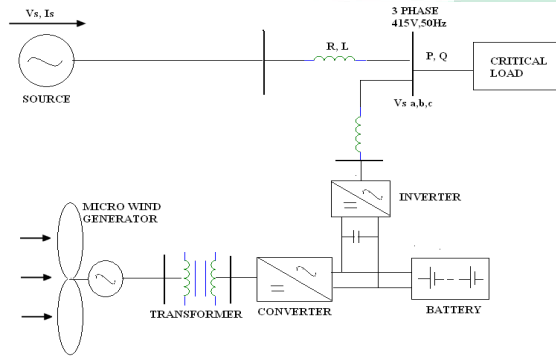 Vs, Is
SOURCE
R, L
3 PHASE
415V,50Hz
P, Q
CRITICAL
LOAD
Vs a,b,c
INVERTER
MICRO WIND
GENERATOR
TRANSFORMER
CONVERTER
BATTERY